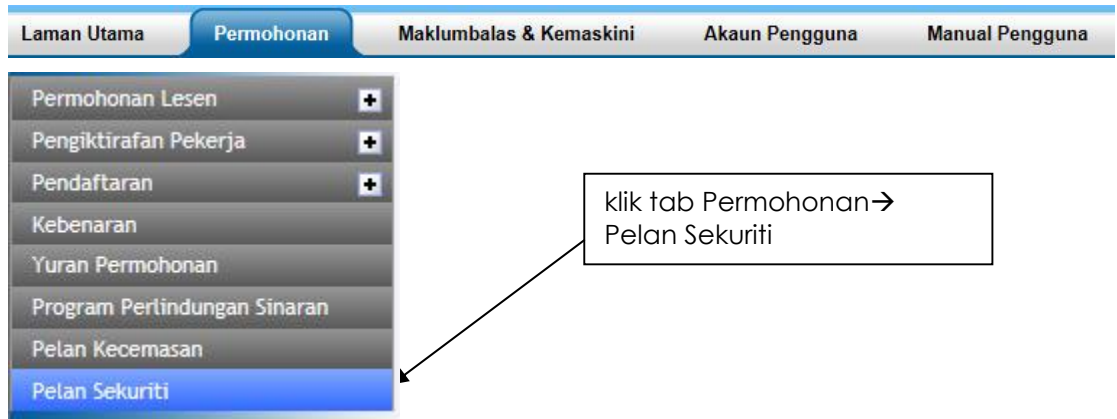 Laman Utama Permohonan Maklumbalas & Kemaskini Akaun Pengguna Manual Pengguna
Permohonan Lesen
Pengiktirafan Pekerja
Pendaftaran
Kebenaran
Yuran Permohonan
Program Perlindungan Sinaran
Pelan Kecemasan
Pelan Sekuriti
klik tab Permohonan→
Pelan Sekuriti